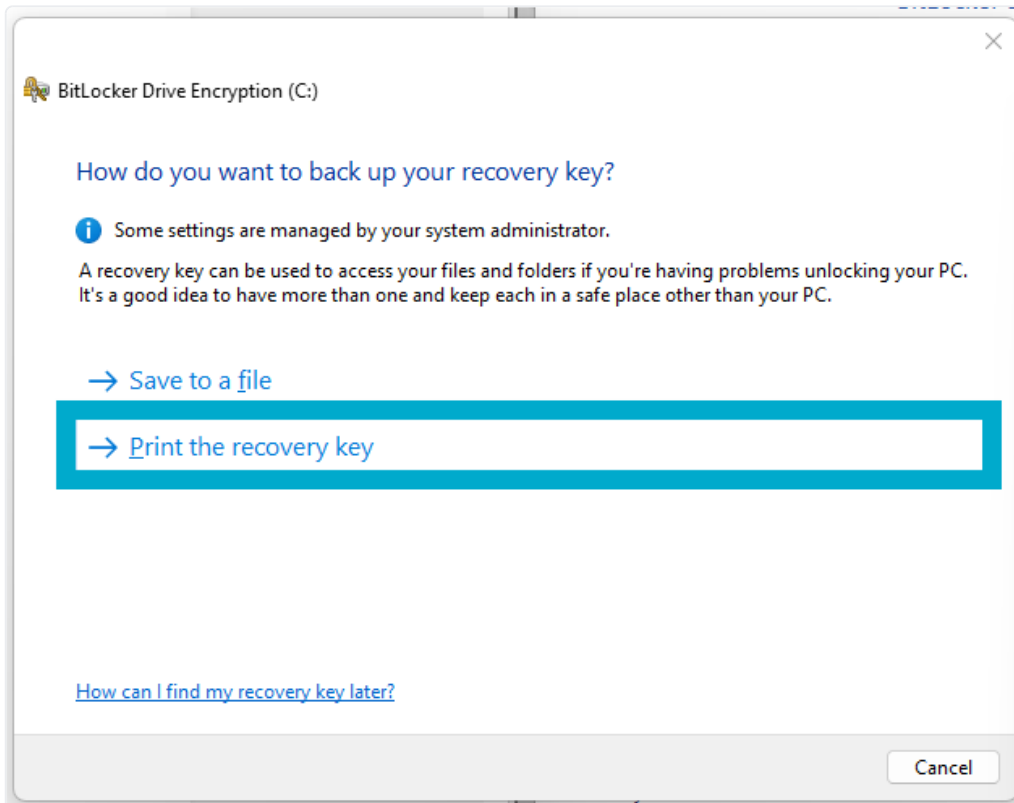 BitLocker Drive Encryption (C:)
How do you want to back up your recovery key?
Some settings are managed by your system administrator.
A recovery key can be used to access your files and folders if you're having problems unlocking your PC.
It's a good idea to have more than one and keep each in a safe place other than your PC.
→ Save to a file
→ Print the recovery key
How can I find my recovery key later?
Cancel